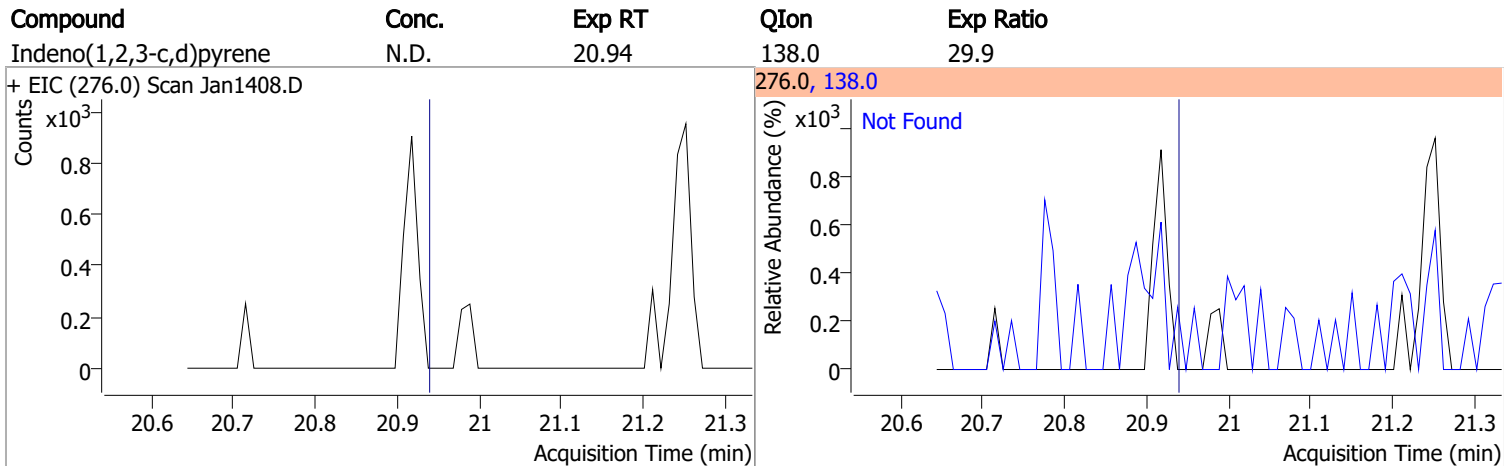 Compound Conc. Exp RT QIon Exp Ratio
Indeno(1,2,3-c,d)pyrene N.D. 20.94 138.0 29.9
+ EIC (276.0) Scan Jan1408.D
Counts
x10³
0.8
0.6
0.4
0.2
0
20.6 20.7 20.8 20.9 21 21.1 21.2 21.3
Acquisition Time (min)
276.0, 138.0
Relative Abundance (%)
x10³
Not Found
0.8
0.6
0.4
0.2
0
20.6 20.7 20.8 20.9 21 21.1 21.2 21.3
Acquisition Time (min)